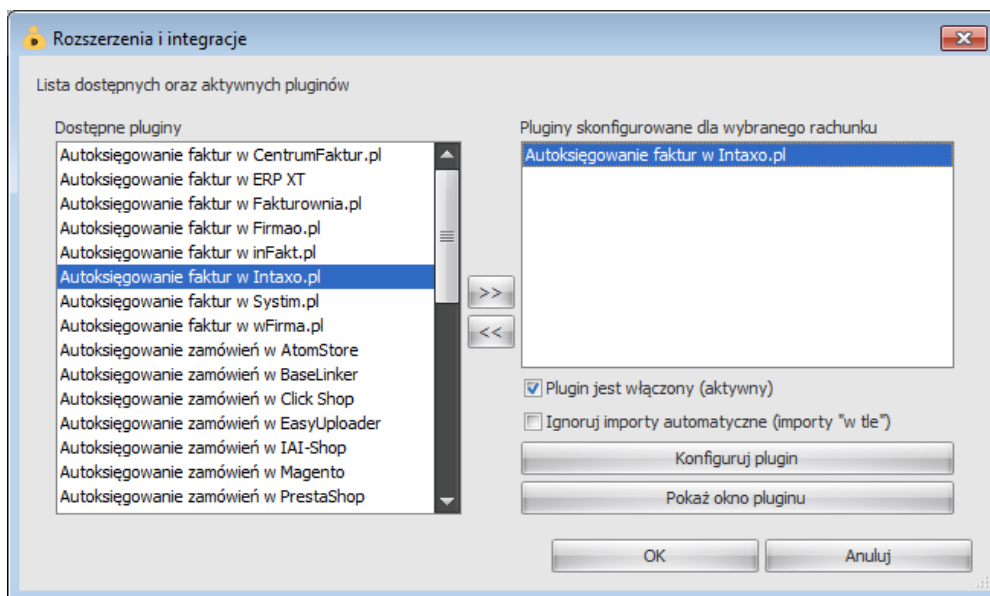 Rozszerzenia i integracje
Lista dostępnych oraz aktywnych pluginów
Dostępne pluginy
Autoksięgowanie faktur w CentrumFaktur.pl
Autoksięgowanie faktur w ERP XT
Autoksięgowanie faktur w Fakturownia.pl
Autoksięgowanie faktur w Firmao.pl
Autoksięgowanie faktur w inFakt.pl
Autoksięgowanie faktur w Intaxo.pl
Autoksięgowanie faktur w Systim.pl
Autoksięgowanie faktur w wFirma.pl
Autoksięgowanie zamówień w AtomStore
Autoksięgowanie zamówień w BaseLinker
Autoksięgowanie zamówień w Click Shop
Autoksięgowanie zamówień w EasyUploader
Autoksięgowanie zamówień w IAI-Shop
Autoksięgowanie zamówień w Magento
Autoksięgowanie zamówień w PrestaShop
>>
<<
Pluginy skonfigurowane dla wybranego rachunku
Autoksięgowanie faktur w Intaxo.pl
Plugin jest włączony (aktywny)
Ignoruj importy automatyczne (importy "w tle")
Konfiguruj plugin
Pokaż okno pluginu
OK
Anuluj